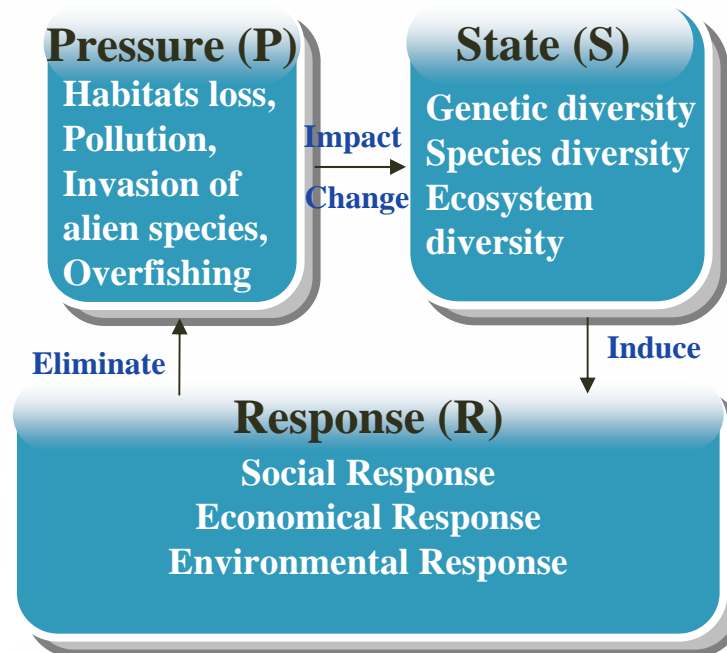 Pressure (P)
Habitats loss,
Pollution,
Invasion of
alien species,
Overfishing
Impact
Change
State (S)
Genetic diversity
Species diversity
Ecosystem
diversity
Induce
Eliminate
Response (R)
Social Response
Economical Response
Environmental Response